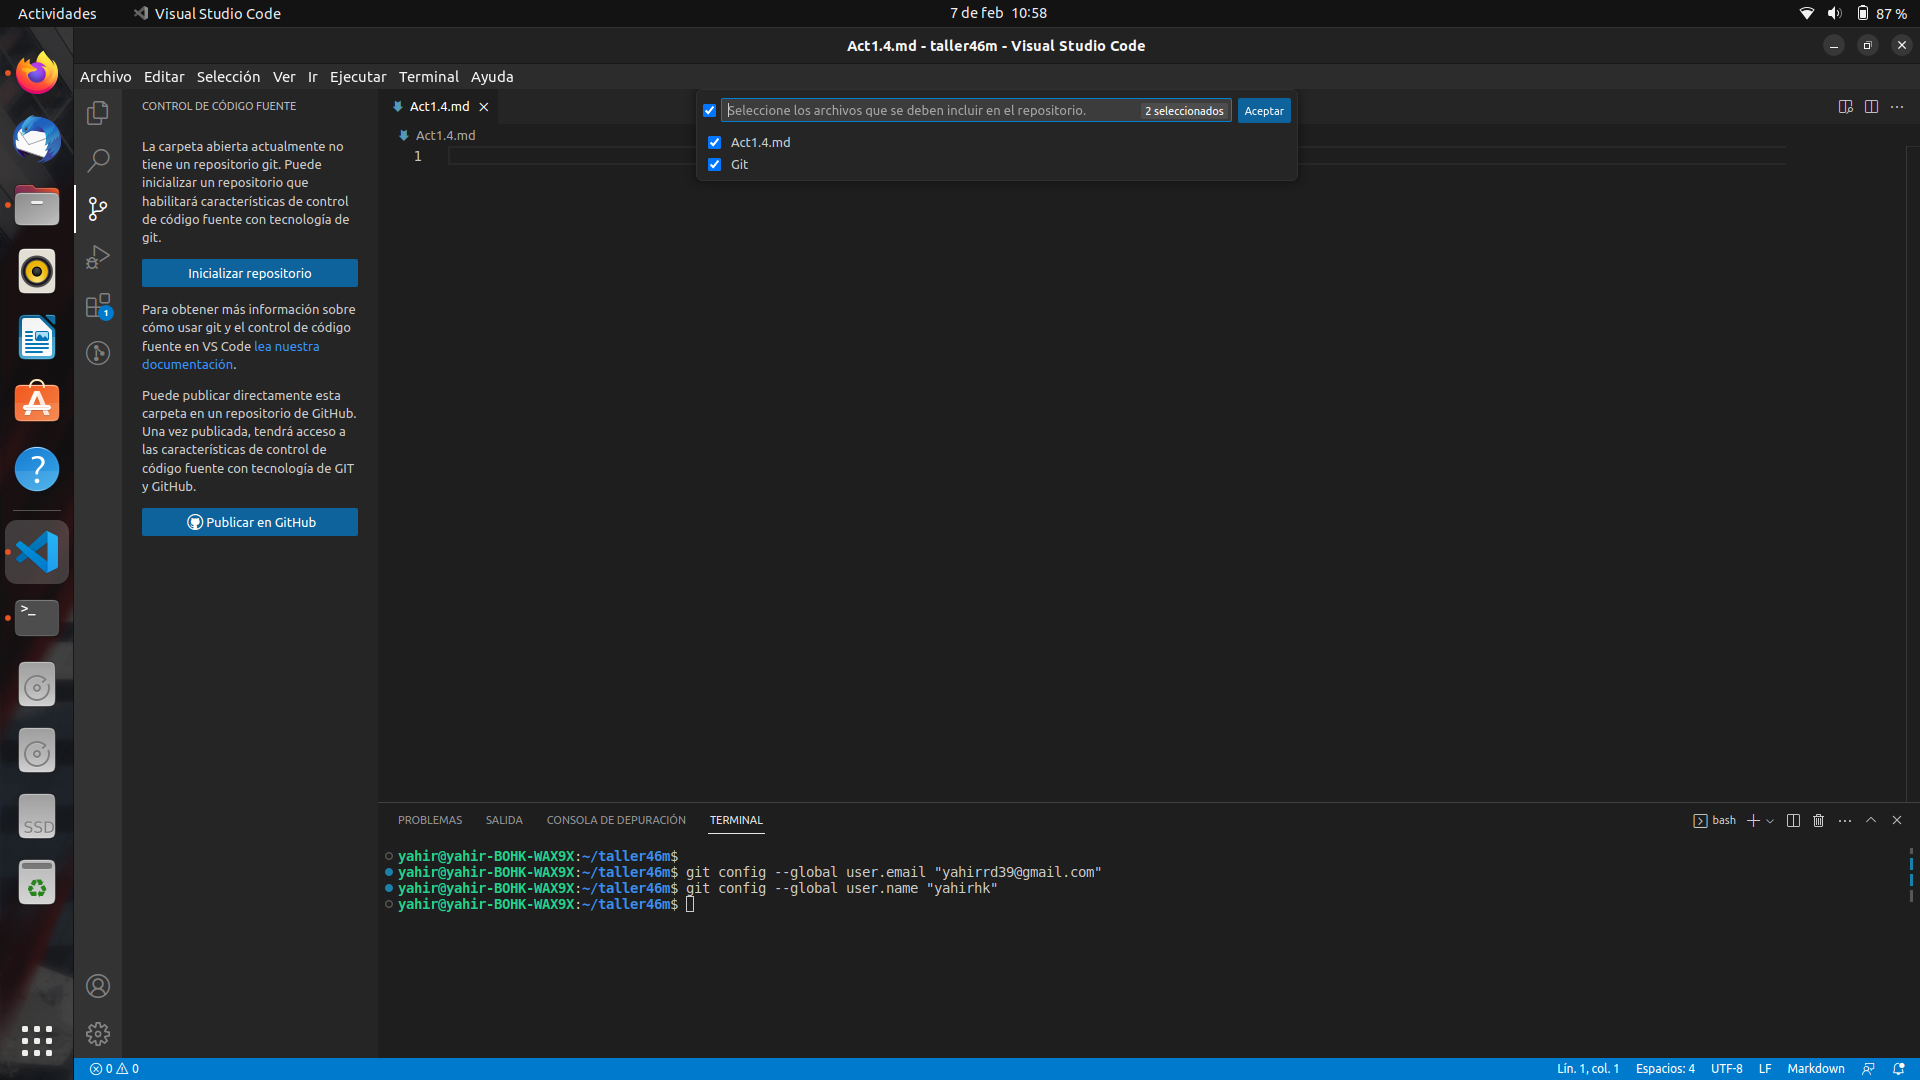 Actividades
Visual Studio Code
7 de feb 10:58
87 %
Act1.4.md - taller46m - Visual Studio Code
Archivo Editar Selección Ver Ir Ejecutar Terminal Ayuda
CONTROL DE CÓDIGO FUENTE
La carpeta abierta actualmente no
tiene un repositorio git. Puede
inicializar un repositorio que
habilitará características de control
de código fuente con tecnología de
git.
Inicializar repositorio
Para obtener más información sobre
cómo usar git y el control de código
fuente en VS Code lea nuestra
documentación.
Puede publicar directamente esta
carpeta en un repositorio de GitHub.
Una vez publicada, tendrá acceso a
las características de control de
código fuente con tecnología de GIT
y GitHub.
Publicar en GitHub
1
SSD
Act1.4.md
Act1.4.md
1
Seleccione los archivos que se deben incluir en el repositorio.
2 seleccionados
Aceptar
Act1.4.md
Git
PROBLEMAS SALIDA CONSOLA DE DEPURACIÓN TERMINAL
bash
yahir@yahir-BOHK-WAX9X:~/taller46m$
yahir@yahir-BOHK-WAX9X:~/taller46m$ git config --global user.email "yahirrd39@gmail.com"
yahir@yahir-BOHK-WAX9X:~/taller46m$ git config --global user.name "yahirhk"
yahir@yahir-BOHK-WAX9X:~/taller46m$
0 0
Lín. 1, col. 1 Espacios: 4 UTF-8 LF Markdown